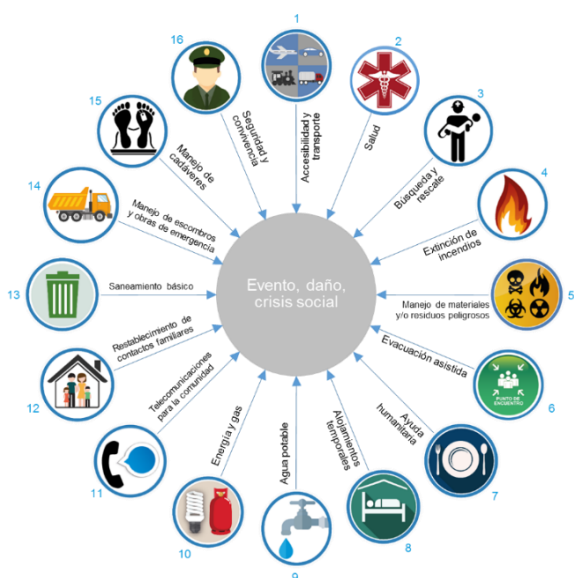 1
Accesibilidad y
transporte
2
Salud
3
Búsqueda y
rescate
4
Extinción de
incendios
5
Manejo de materiales
y/o residuos peligrosos
6
Evacuación asistida
PUNTO DE
ENCUENTRO
7
Ayuda
humanitaria
8
Alojamientos
temporales
9
Agua potable
10
Energía y gas
11
Telecomunicaciones
para la comunidad
12
Restablecimiento de
contactos familiares
13
Saneamiento básico
14
Manejo de escombros
y obras de emergencia
15
Manejo de
cadáveres
16
Seguridad y
convivencia
Evento, daño,
crisis social